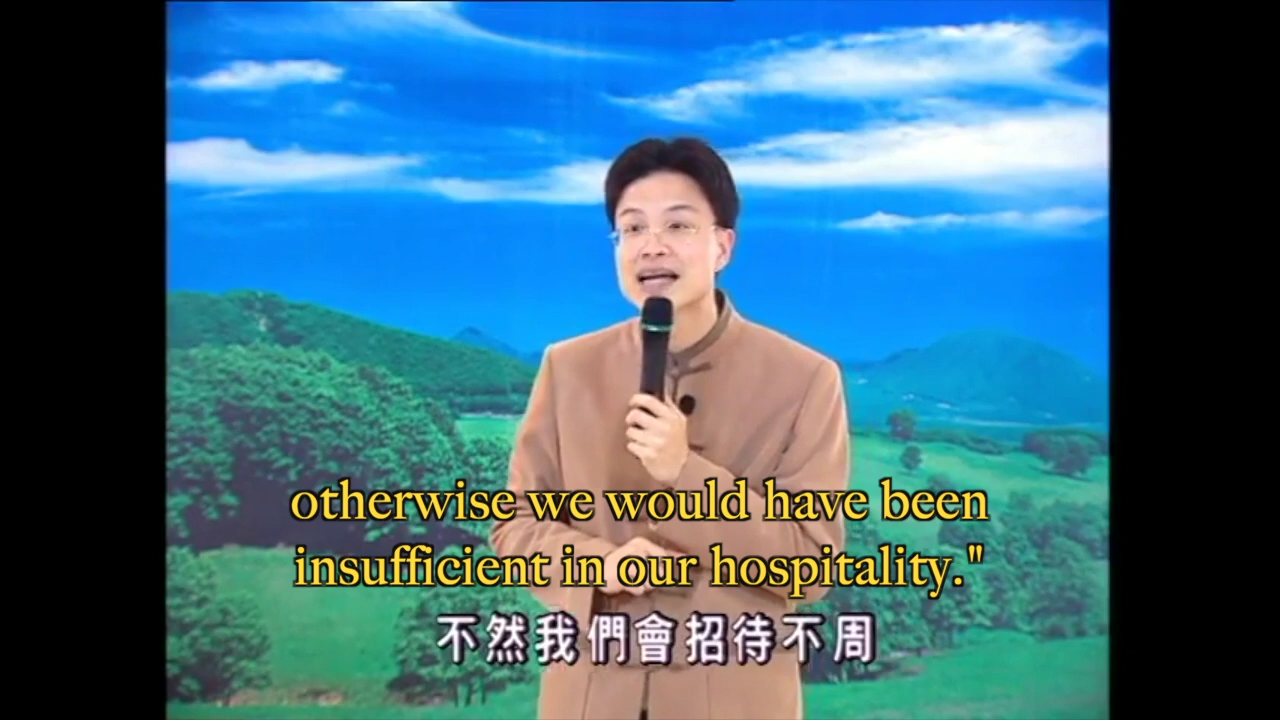 otherwise we would have been
insufficient in our hospitality."
不然我們會招待不周